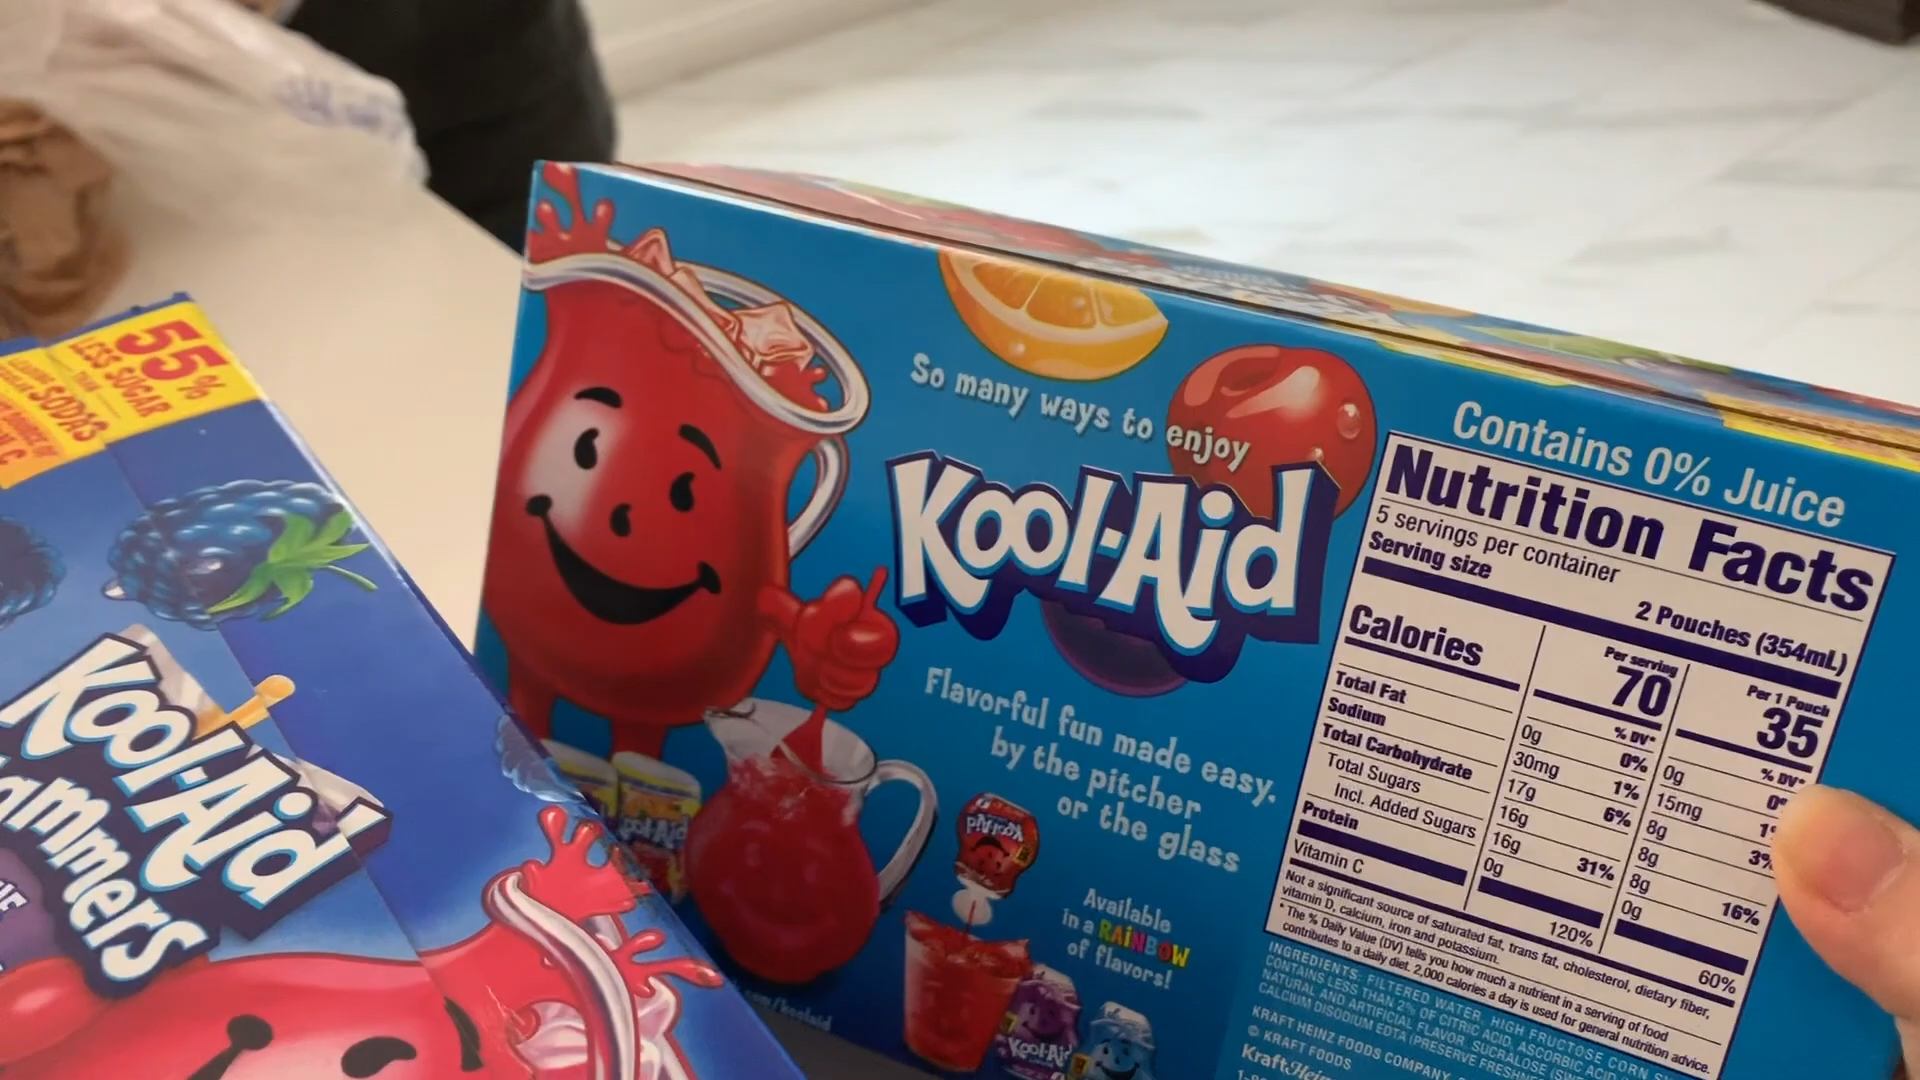 55%
LESS SUGAR
THAN
LEADING SODAS
Kool-Aid
Jammers
So many ways to enjoy
Kool-Aid
Flavorful fun made easy.
by the pitcher
or the glass
Available
in a RAINBOW
of flavors!
Kool-Aid
Contains 0% Juice
Nutrition Facts
5 servings per container
Serving size 2 Pouches (354mL)
Calories Per serving 70 Per 1 Pouch 35
% DV* % DV*
Total Fat 0g 0% 0g
Sodium 30mg 1% 15mg
Total Carbohydrate 17g 6% 8g 3%
Total Sugars 16g 8g
Incl. Added Sugars 16g 31% 8g 16%
Protein 0g 0g
Vitamin C 120% 60%
Not a significant source of saturated fat, trans fat, cholesterol, dietary fiber,
vitamin D, calcium, iron and potassium.
* The % Daily Value (DV) tells you how much a nutrient in a serving of food
contributes to a daily diet. 2,000 calories a day is used for general nutrition advice.
INGREDIENTS: FILTERED WATER, HIGH FRUCTOSE CORN
CONTAINS LESS THAN 2% OF CITRIC ACID, ASCORBIC ACID
NATURAL AND ARTIFICIAL FLAVOR, SUCRALOSE
CALCIUM DISODIUM EDTA (PRESERVE
KRAFT HEINZ FOODS COMPANY
© KRAFT FOODS